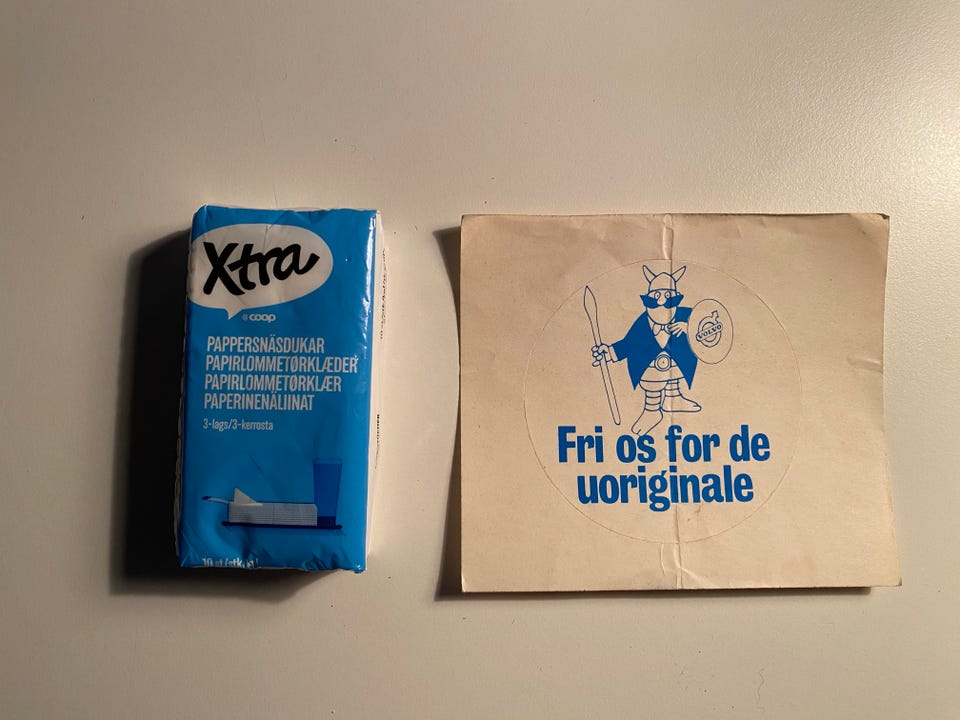 Xtra
coop
PAPPERSNÄSDUKAR
PAPIRLOMMETØRKLÆDER
PAPIRLOMMETØRKLÆR
PAPERINENÄLIINAT
3-lags/3-kerrosta
VOLVO
Fri os for de
uoriginale